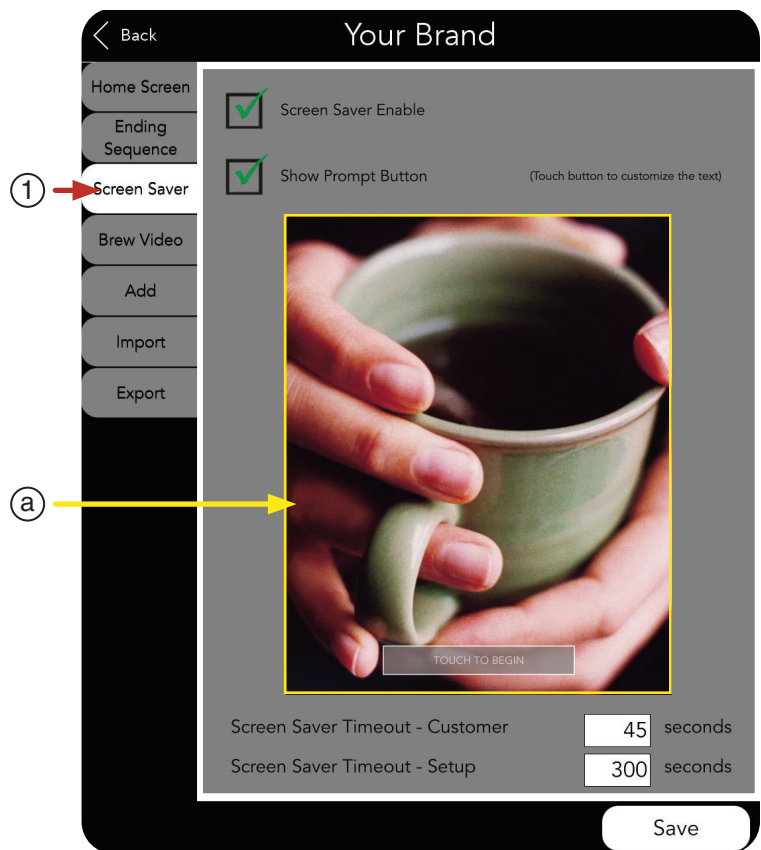 Back
Your Brand
Home Screen
Ending
Sequence
Screen Saver
Brew Video
Add
Import
Export
1
a
Screen Saver Enable
Show Prompt Button
(Touch button to customize the text)
TOUCH TO BEGIN
Screen Saver Timeout - Customer 45 seconds
Screen Saver Timeout - Setup 300 seconds
Save